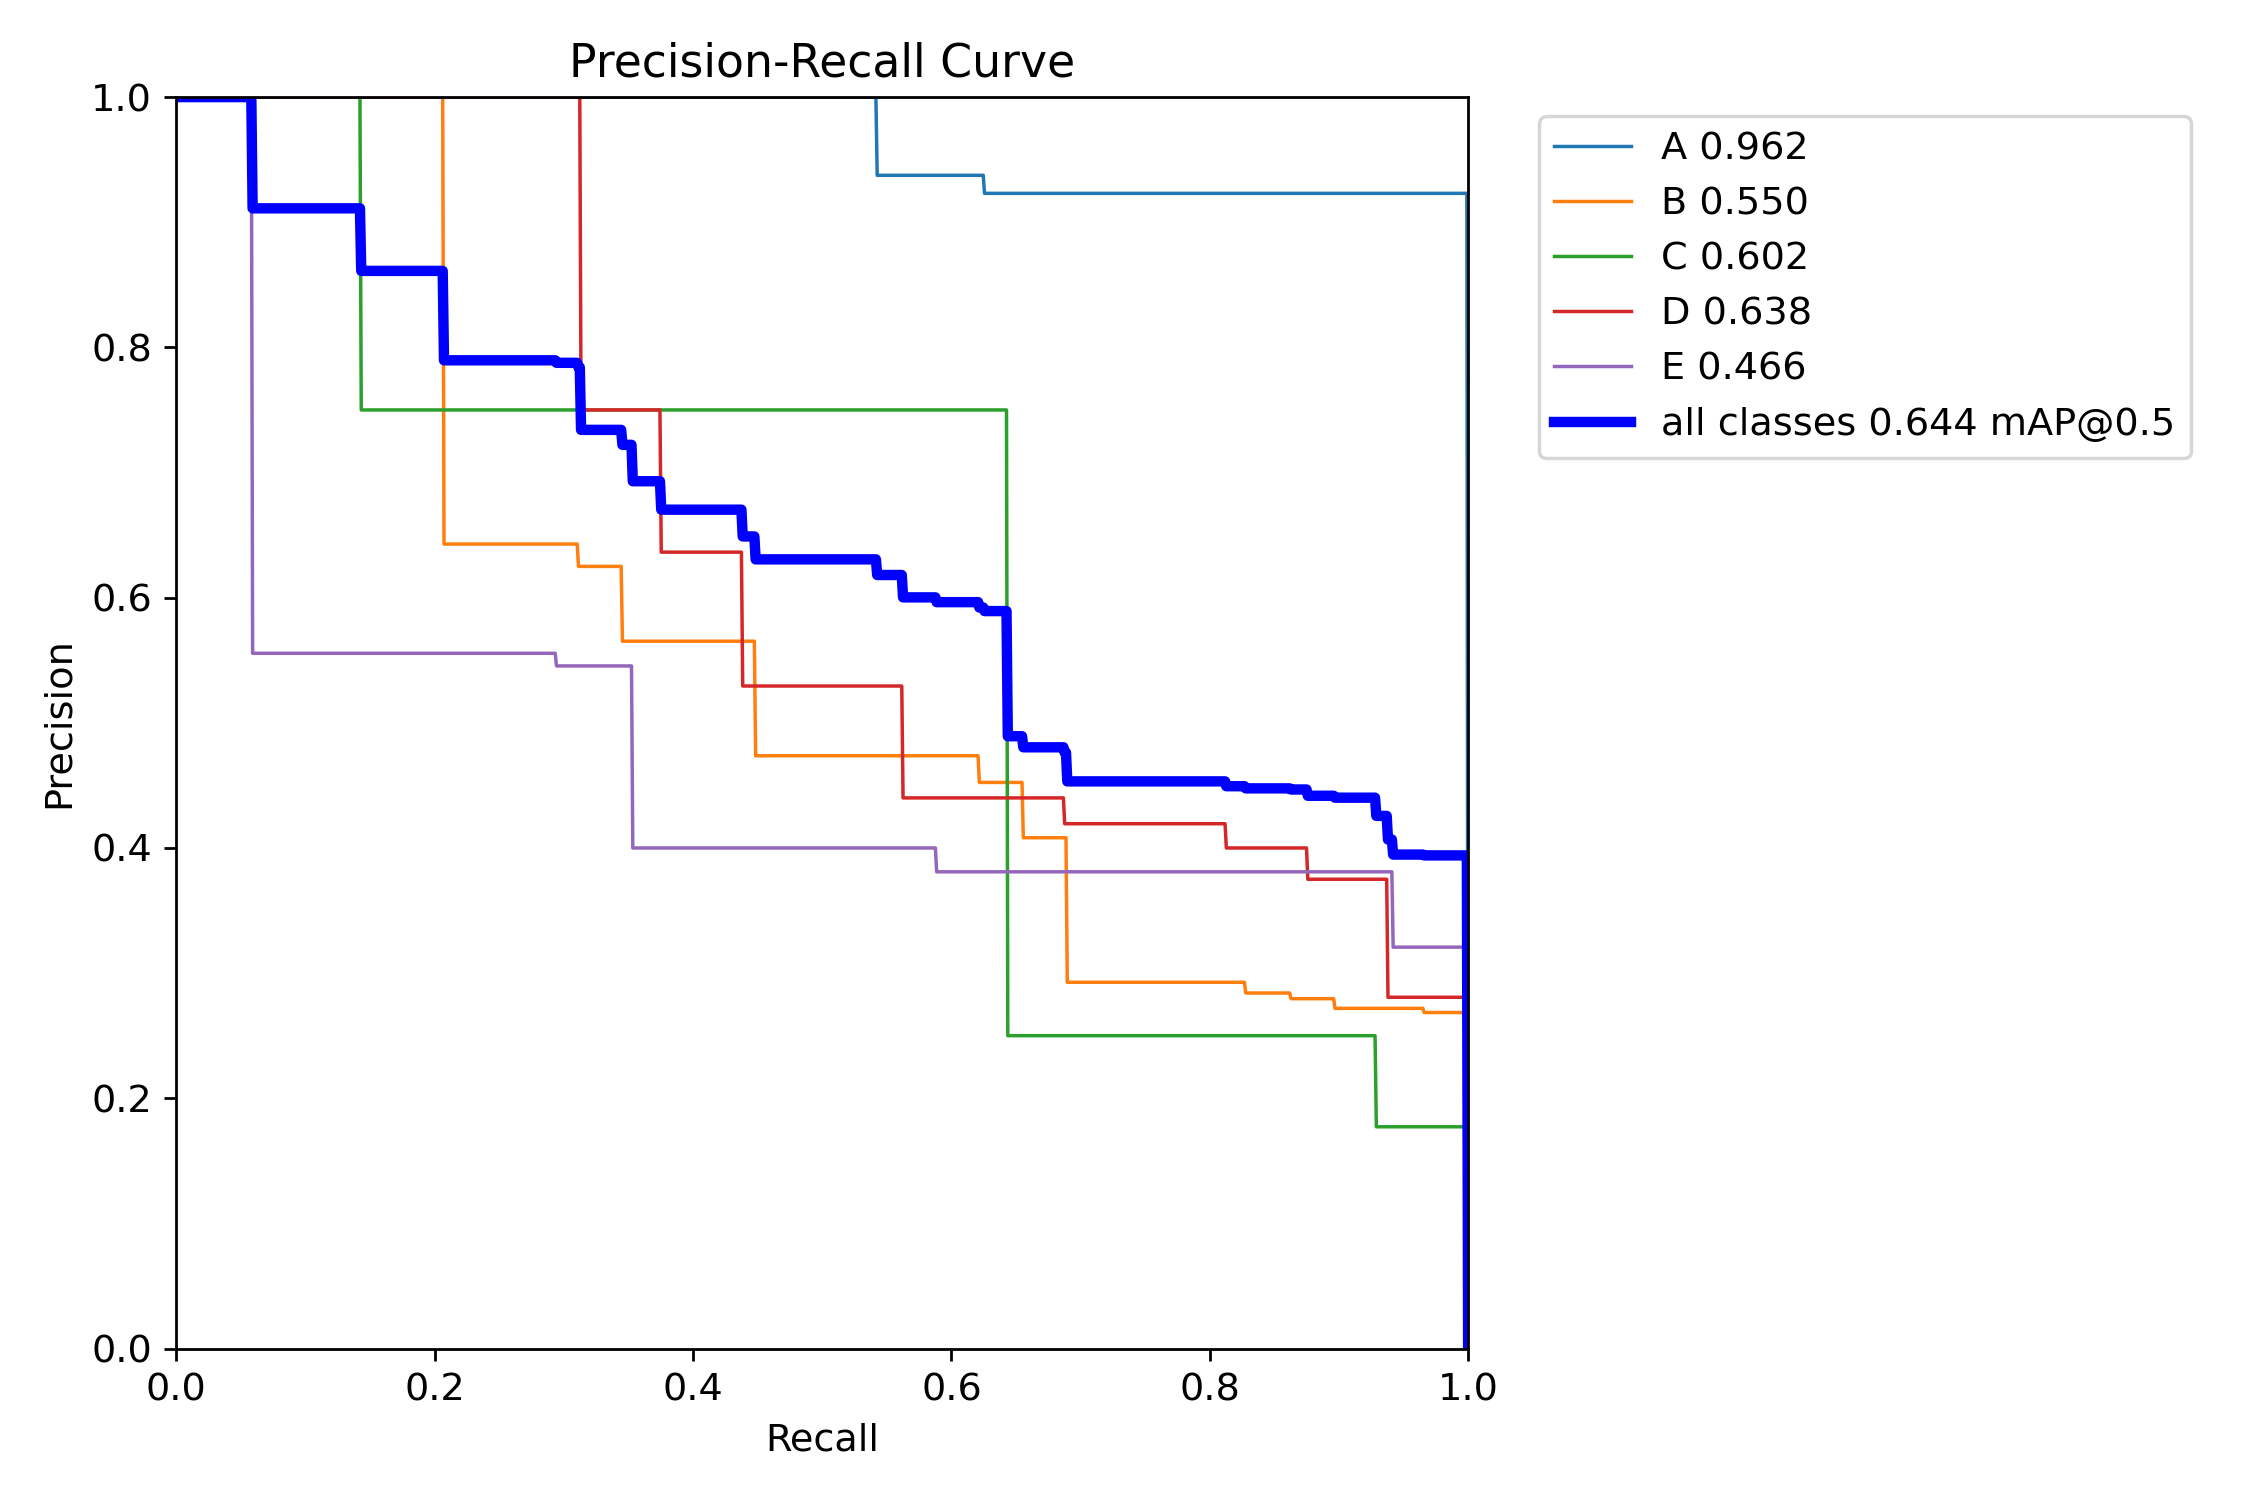 Precision-Recall Curve
1.0
0.8
0.6
0.4
0.2
0.0
Precision
0.0 0.2 0.4 0.6 0.8 1.0
Recall
A 0.962
B 0.550
C 0.602
D 0.638
E 0.466
all classes 0.644 mAP@0.5